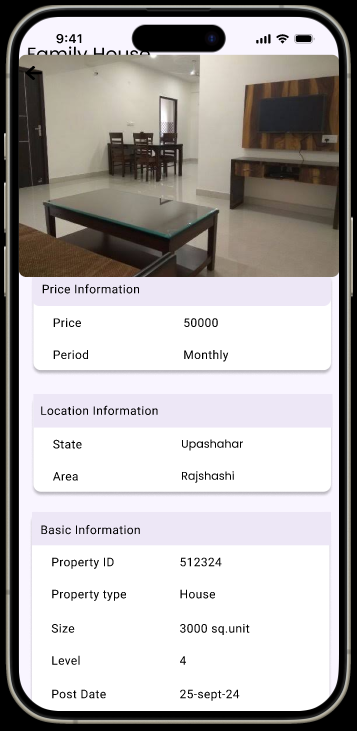 9:41
Family House
Price Information
Price 50000
Period Monthly
Location Information
State Upashahar
Area Rajshashi
Basic Information
Property ID 512324
Property type House
Size 3000 sq.unit
Level 4
Post Date 25-sept-24